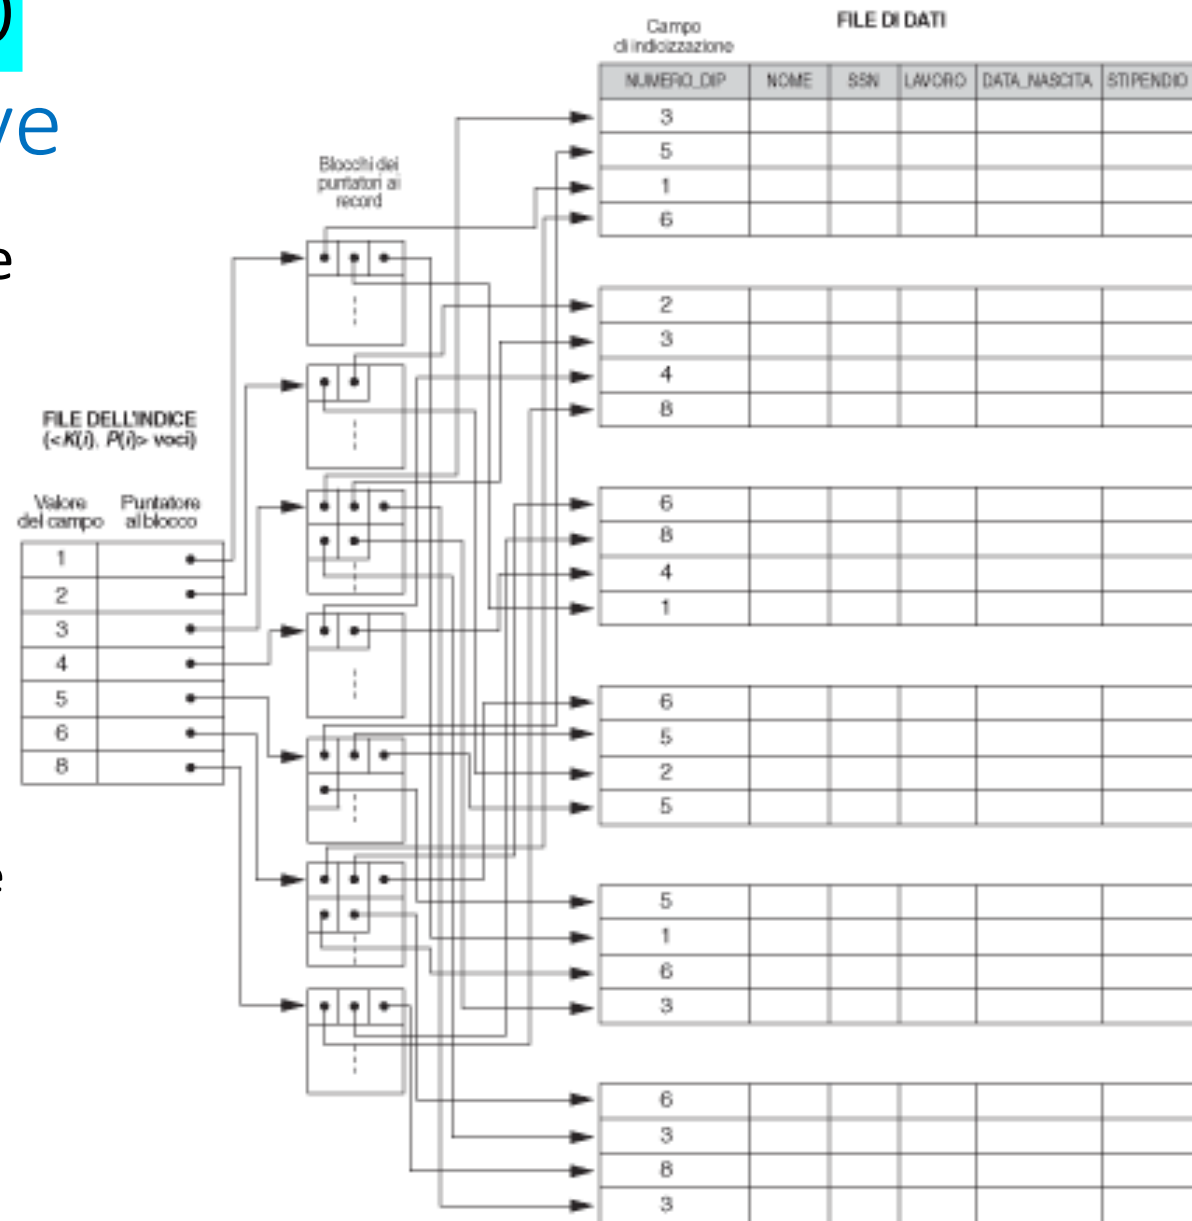 )
ve
e
e
FILE DI DATI
Campo
di indicizzazione
NUMERO_DIP NOME SSN LAVORO DATA_NASCITA STIPENDIO
3
5
1
6
2
3
4
8
6
8
4
1
6
5
2
5
5
1
6
3
6
3
8
3
Blocchi dei
puntatori ai
record
FILE DELL'INDICE
(<K(i), P(i)> voci)
Valore
del campo
Puntatore
al blocco
1
2
3
4
5
6
8